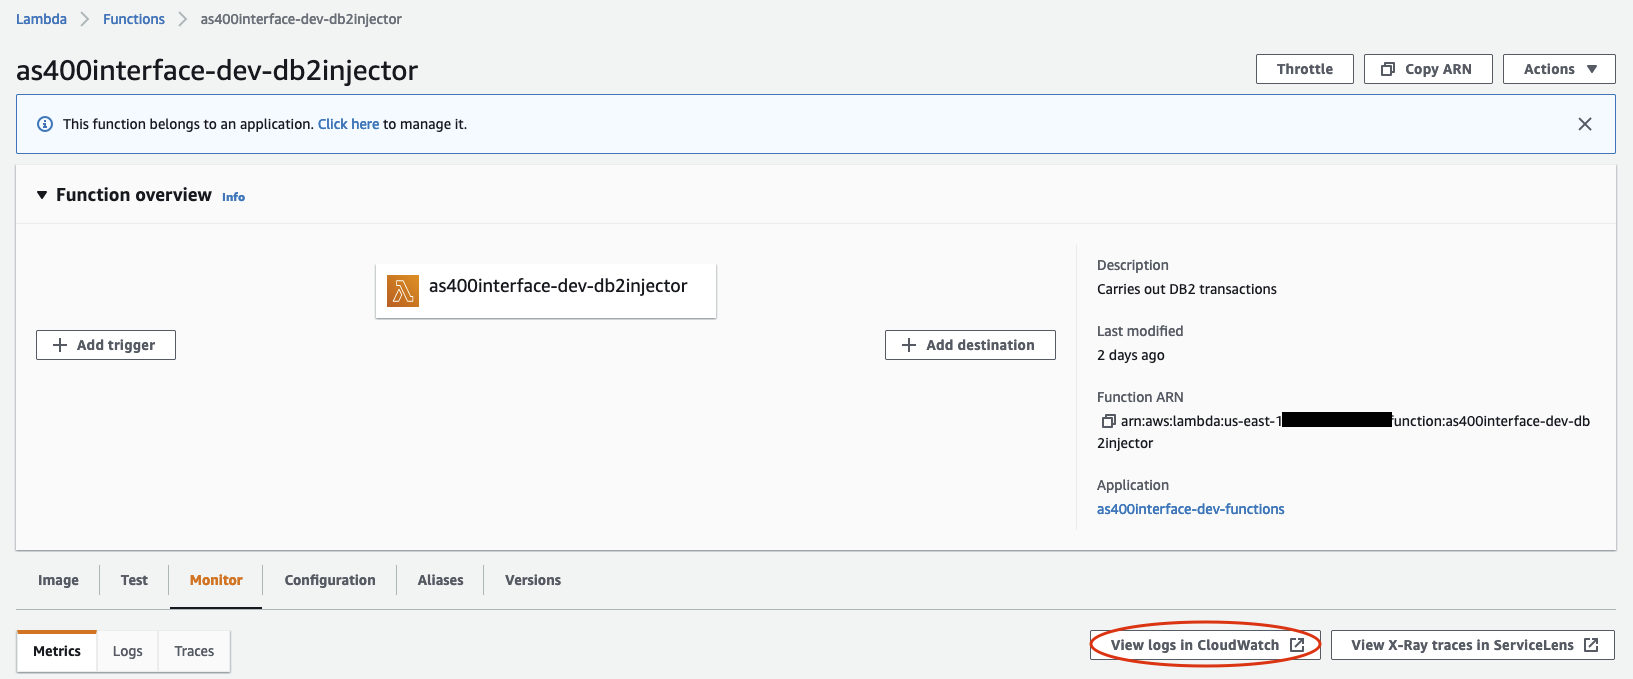 Lambda > Functions > as400interface-dev-db2injector
as400interface-dev-db2injector
Throttle
Copy ARN
Actions ▼
This function belongs to an application. Click here to manage it.
▼ Function overview Info
as400interface-dev-db2injector
+ Add trigger
+ Add destination
Description
Carries out DB2 transactions
Last modified
2 days ago
Function ARN
arn:aws:lambda:us-east-1 function:as400interface-dev-db
2injector
Application
as400interface-dev-functions
Image
Test
Monitor
Configuration
Aliases
Versions
Metrics
Logs
Traces
View logs in CloudWatch
View X-Ray traces in ServiceLens